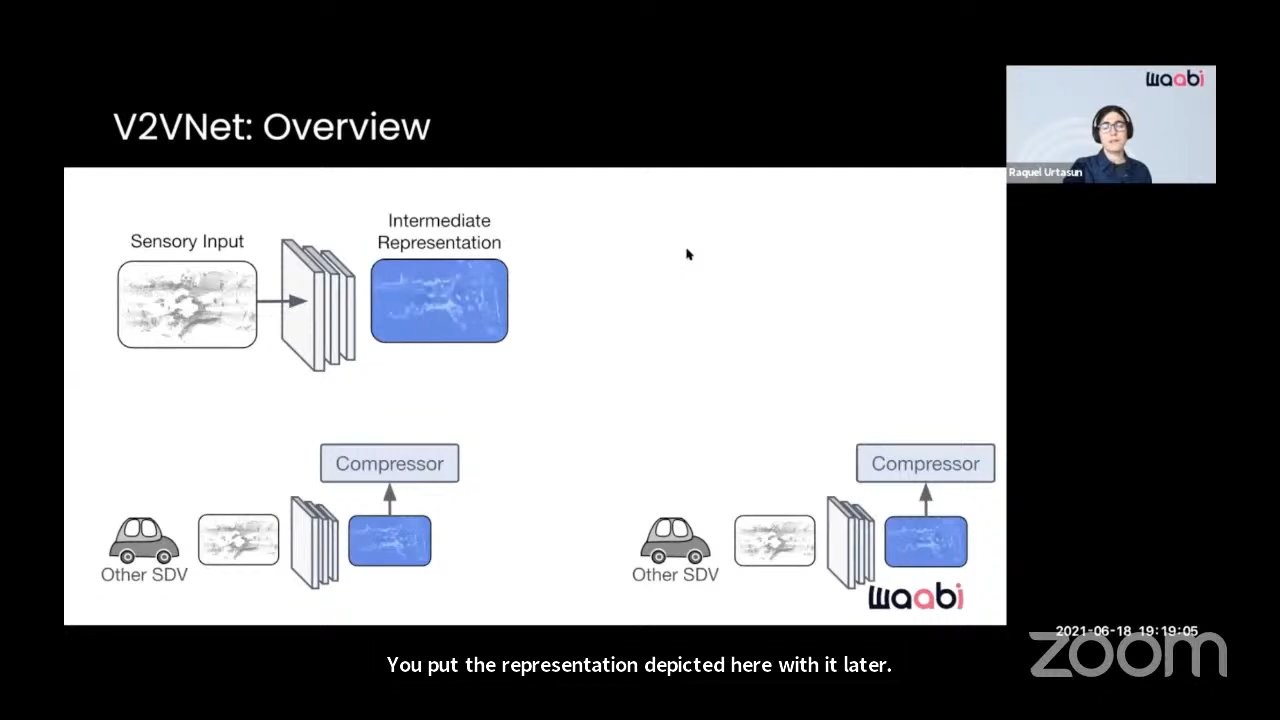 waabi
V2VNet: Overview
Raquel Urtasun
Sensory Input
Intermediate
Representation
Compressor
Compressor
Other SDV
Other SDV
waabi
2021-06-18 19:19:05
zoom
You put the representation depicted here with it later.